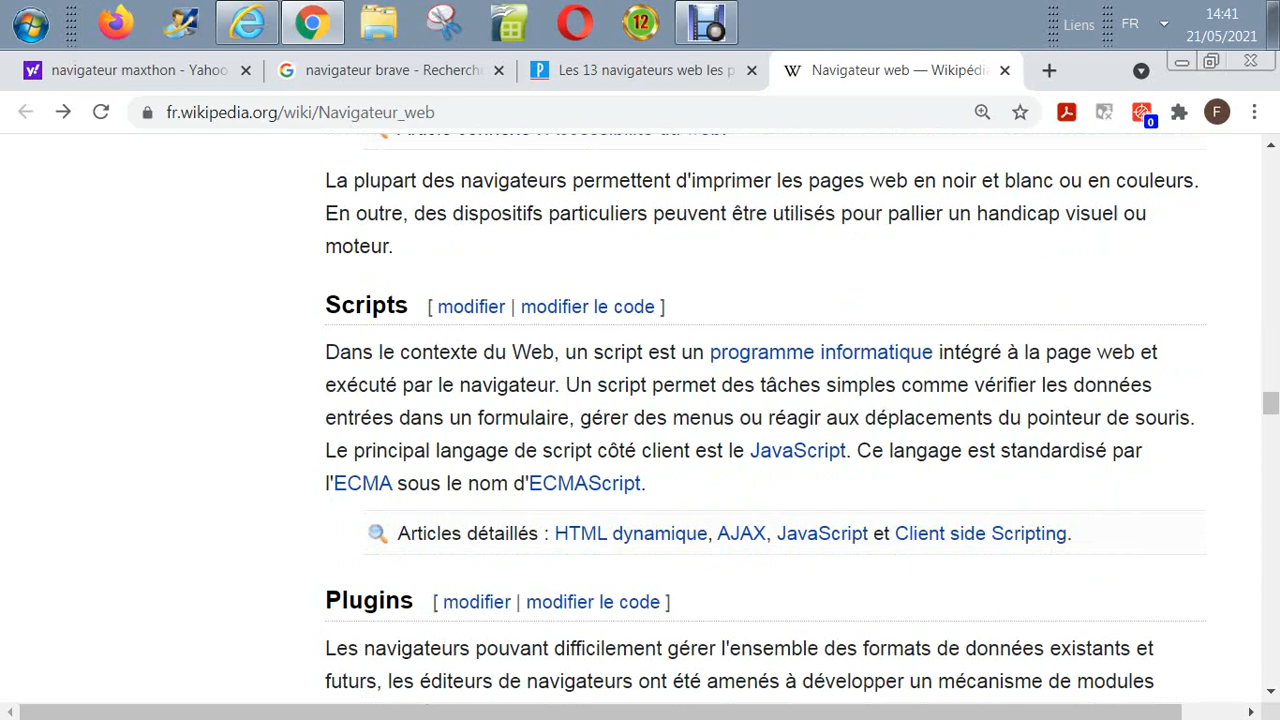 12
Liens
FR
14:41
21/05/2021
navigateur maxthon - Yahoo
navigateur brave - Recherch
Les 13 navigateurs web les p
Navigateur web — Wikipédi
fr.wikipedia.org/wiki/Navigateur_web
0
F
La plupart des navigateurs permettent d'imprimer les pages web en noir et blanc ou en couleurs.
En outre, des dispositifs particuliers peuvent être utilisés pour pallier un handicap visuel ou
moteur.
Scripts [ modifier | modifier le code ]
Dans le contexte du Web, un script est un programme informatique intégré à la page web et
exécuté par le navigateur. Un script permet des tâches simples comme vérifier les données
entrées dans un formulaire, gérer des menus ou réagir aux déplacements du pointeur de souris.
Le principal langage de script côté client est le JavaScript. Ce langage est standardisé par
l'ECMA sous le nom d'ECMAScript.
Articles détaillés : HTML dynamique, AJAX, JavaScript et Client side Scripting.
Plugins [ modifier | modifier le code ]
Les navigateurs pouvant difficilement gérer l'ensemble des formats de données existants et
futurs, les éditeurs de navigateurs ont été amenés à développer un mécanisme de modules